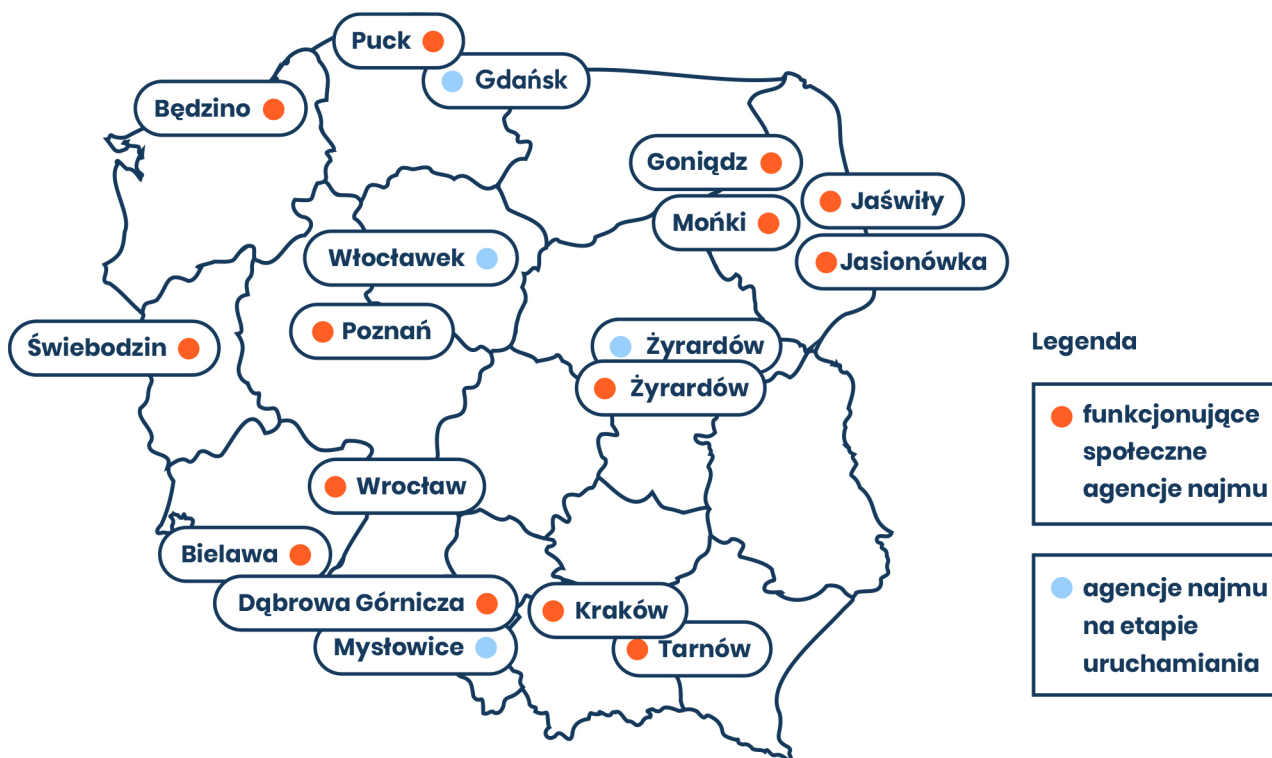 Puck
Gdańsk
Będzino
Goniądz
Jaświły
Mońki
Włocławek
Jasionówka
Poznań
Świebodzin
Żyrardów
Żyrardów
Wrocław
Bielawa
Dąbrowa Górnicza
Kraków
Mysłowice
Tarnów
Legenda
funkcjonujące
społeczne
agencje najmu
agencje najmu
na etapie
uruchamiania